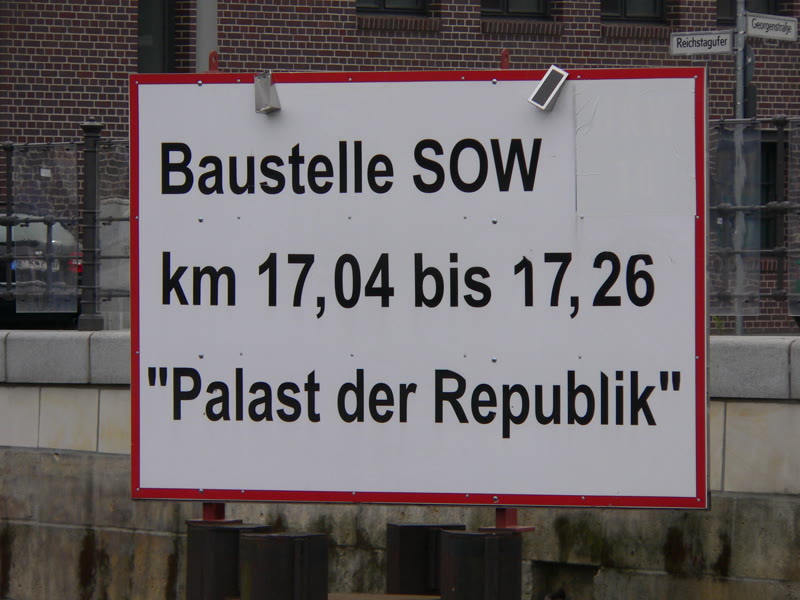 Georgenstraße
Reichstagufer
Baustelle SOW
km 17,04 bis 17,26
"Palast der Republik"